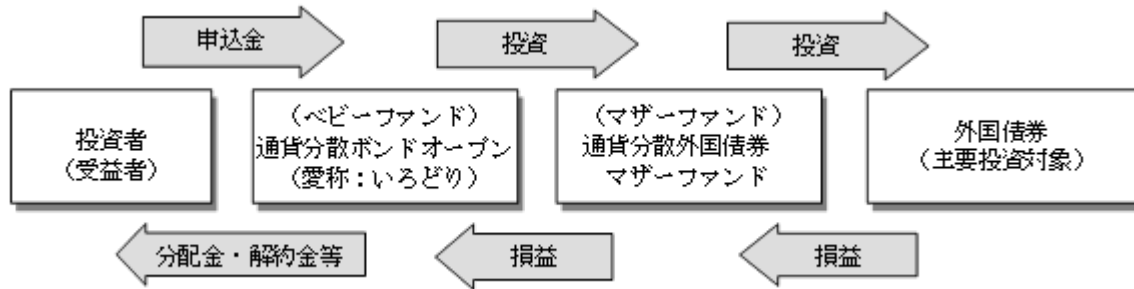 申込金
投資
投資
投資者
（受益者）
（ベビーファンド）
通貨分散ボンドオープン
（愛称：いろどり）
（マザーファンド）
通貨分散外国債券
マザーファンド
外国債券
（主要投資対象）
分配金・解約金等
損益
損益